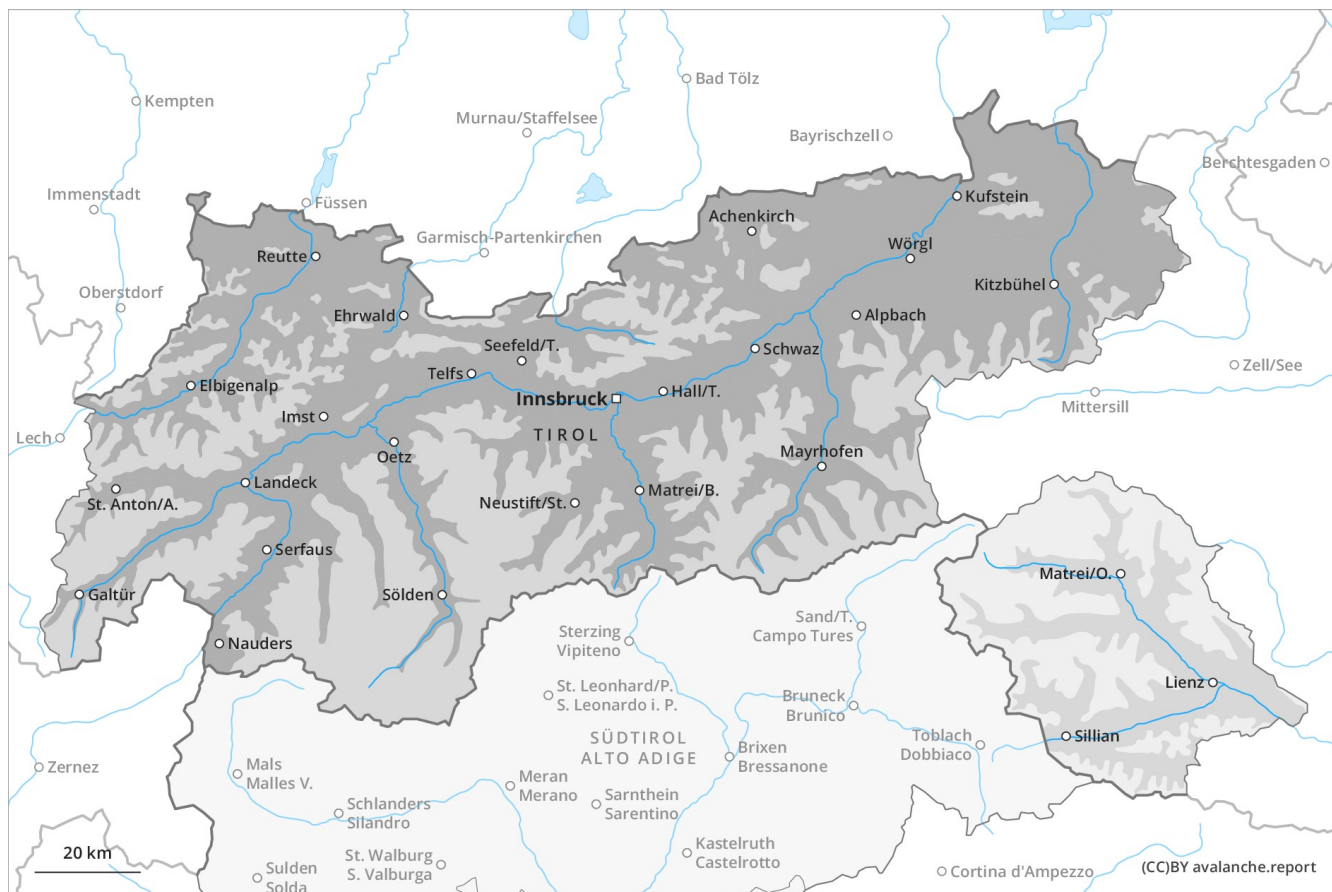 Kempten
Bad Tölz
Murnau/Staffelsee
Bayrischzell
Berchtesgaden
Immenstadt
Füssen
Kufstein
Achenkirch
Garmisch-Partenkirchen
Wörgl
Reutte
Kitzbühel
Oberstdorf
Ehrwald
Alpbach
Seefeld/T.
Schwaz
Zell/See
Telfs
Elbigenalp
Hall/T.
Innsbruck
Mittersill
Imst
TIROL
Lech
Oetz
Mayrhofen
Landeck
Matrei/B.
St. Anton/A.
Neustift/St.
Serfaus
Matrei/O.
Galtür
Sölden
Sand/T.
Campo Tures
Sterzing
Vipiteno
Nauders
Lienz
St. Leonhard/P.
S. Leonardo i. P.
Bruneck
Brunico
SÜDTIROL
ALTO ADIGE
Toblach
Dobbiaco
Sillian
Brixen
Bressanone
Zernez
Mals
Malles V.
Meran
Merano
Schlanders
Silandro
Sarnthein
Sarentino
Kastelruth
Castelrotto
20 km
St. Walburg
S. Valburga
Sulden
Solda
Cortina d'Ampezzo
(CC)BY avalanche.report